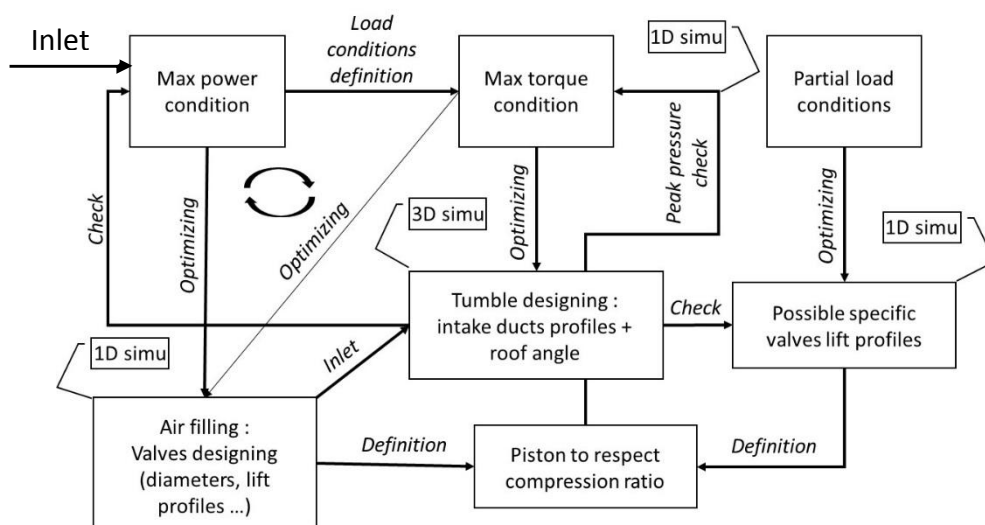 Inlet
Max power
condition
Load
conditions
definition
Max torque
condition
1D simu
Partial load
conditions
Check
Optimizing
Optimizing
Optimizing
Peak pressure
check
Optimizing
3D simu
1D simu
Tumble designing :
intake ducts profiles +
roof angle
Check
Possible specific
valves lift profiles
1D simu
Inlet
Air filling :
Valves designing
(diameters, lift
profiles ...)
Definition
Piston to respect
compression ratio
Definition